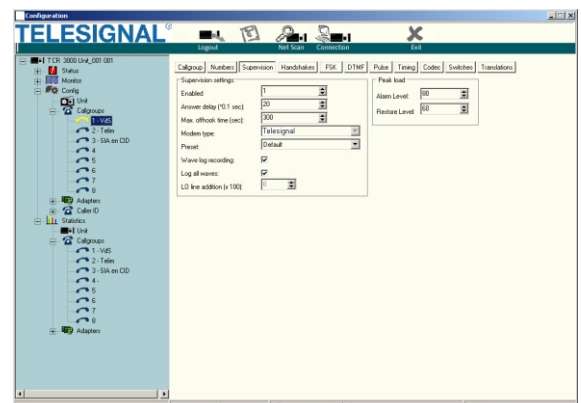 Configuration
TELESIGNAL®
Logout
Net Scan
Connection
Exit
TCR 3000 Unit_001 001
Status
Monitor
Config
Unit
Callgroups
1 - VdS
2 - Telim
3 - SIA en CID
4
5
6
7
8
Adapters
Caller ID
Statistics
Unit
Callgroups
1 - VdS
2 - Telim
3 - SIA en CID
4 -
5
6
7
8
Adapters
Callgroup Numbers Supervision Handshakes FSK DTMF Pulse Timing Codec Switches Translations
Supervision settings
Enabled 1
Answer delay (*0.1 sec) 20
Max. offhook time (sec): 300
Modem type: Telesignal
Preset: Default
Wave log recording:
Log all waves:
LO line addition (x 100): 0
Peak load
Alarm Level: 80
Restore Level: 60